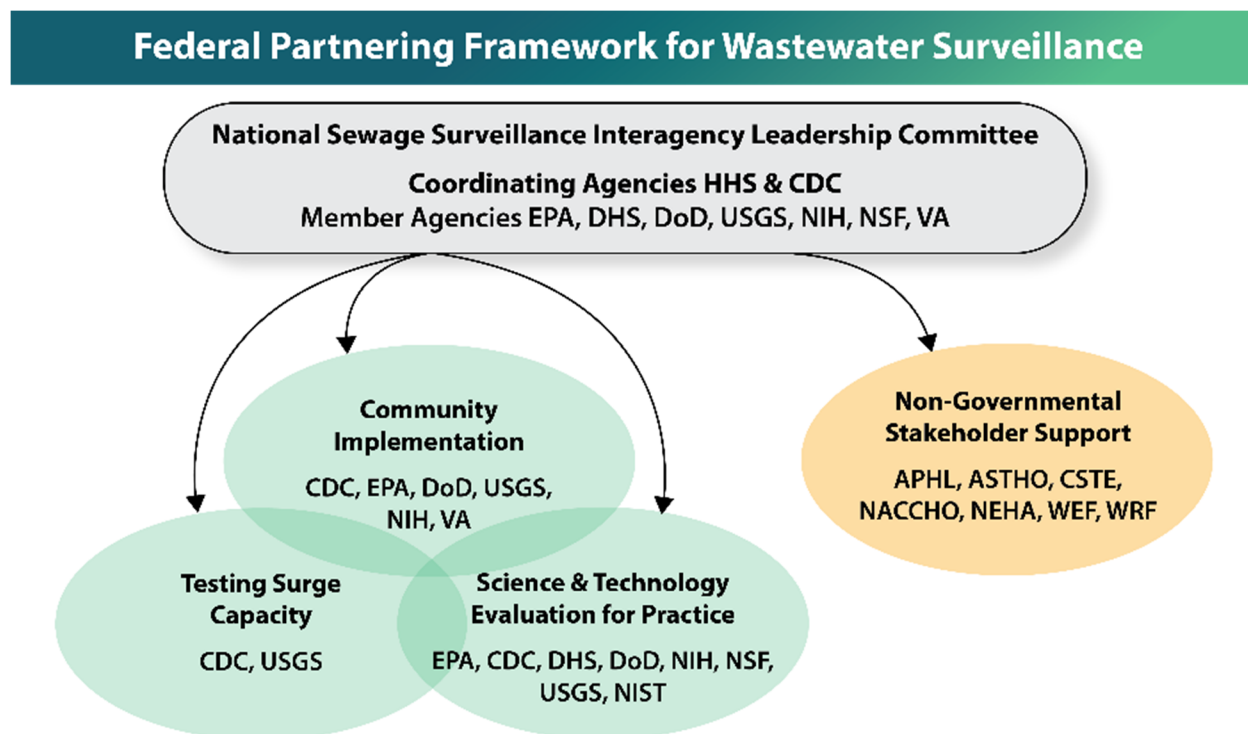 Federal Partnering Framework for Wastewater Surveillance
National Sewage Surveillance Interagency Leadership Committee
Coordinating Agencies HHS & CDC
Member Agencies EPA, DHS, DoD, USGS, NIH, NSF, VA
Community
Implementation
CDC, EPA, DoD, USGS,
NIH, VA
Non-Governmental
Stakeholder Support
APHL, ASTHO, CSTE,
NACCHO, NEHA, WEF, WRF
Testing Surge
Capacity
CDC, USGS
Science & Technology
Evaluation for Practice
EPA, CDC, DHS, DoD, NIH, NSF,
USGS, NIST